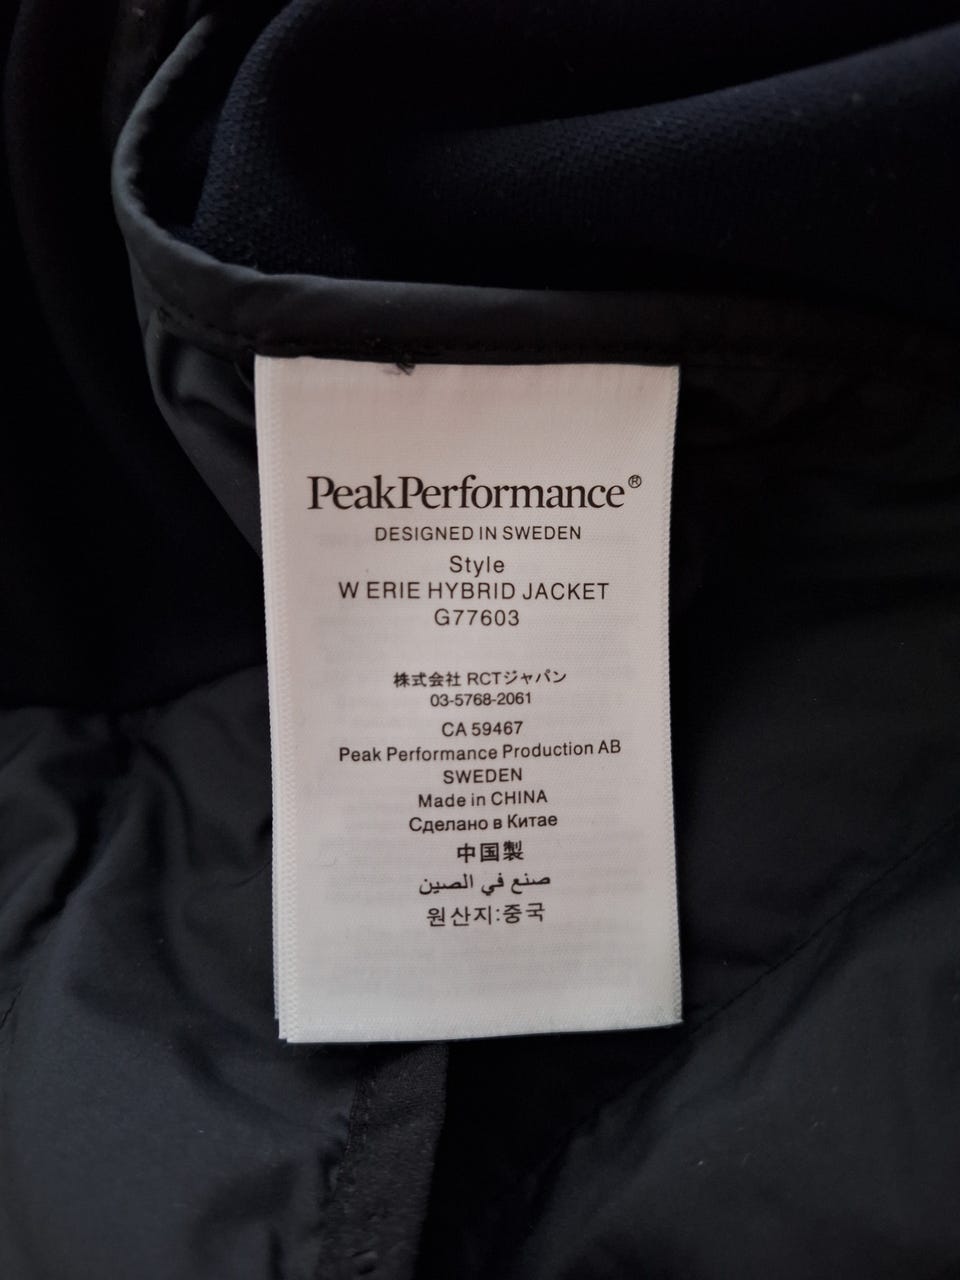 PeakPerformance®
DESIGNED IN SWEDEN
Style
W ERIE HYBRID JACKET
G77603
株式会社 RCTジャパン
03-5768-2061
CA 59467
Peak Performance Production AB
SWEDEN
Made in CHINA
Сделано в Китае
中国製
صنع في الصين
원산지:중국